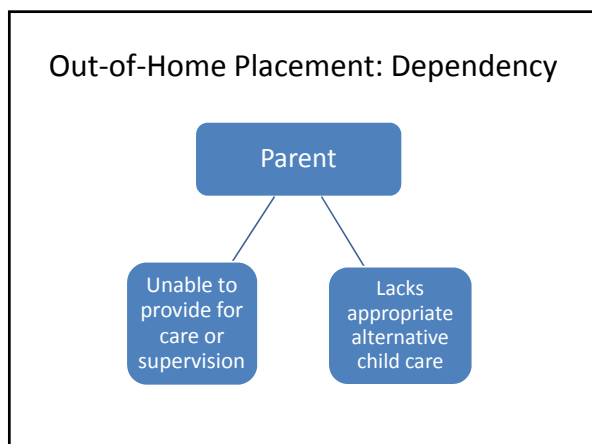 Out-of-Home Placement: Dependency
Parent
Unable to
provide for
care or
supervision
Lacks
appropriate
alternative
child care